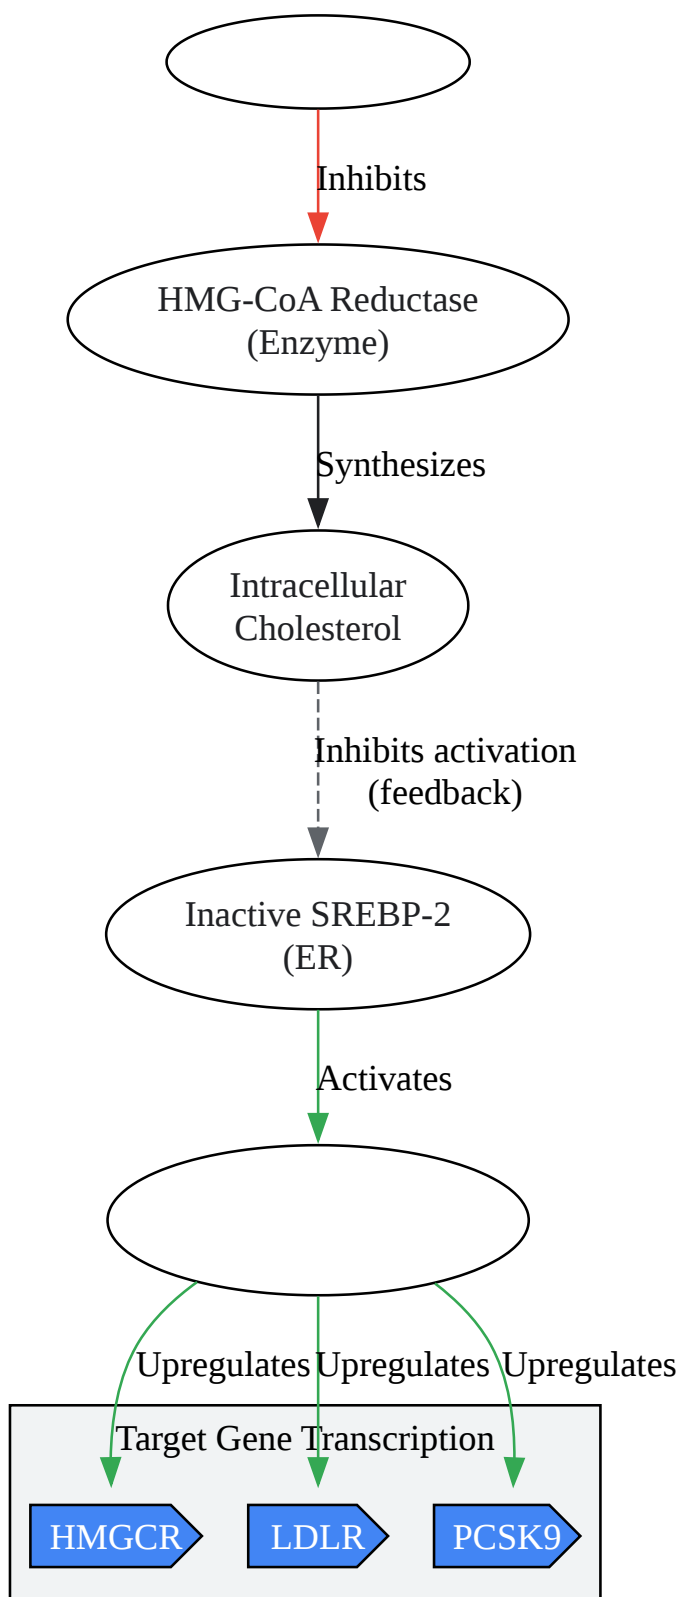 Inhibits
HMG-CoA Reductase
(Enzyme)
Synthesizes
Intracellular
Cholesterol
Inhibits activation
(feedback)
Inactive SREBP-2
(ER)
Activates
Upregulates Upregulates Upregulates
Target Gene Transcription
HMGCR LDLR PCSK9